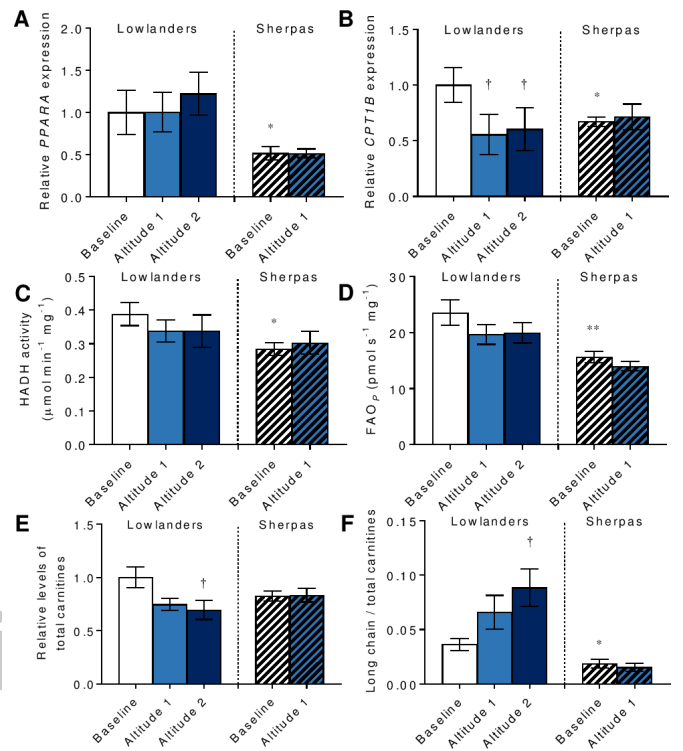 A
Relative PPARA expression
2.0
1.5
1.0
0.5
0.0
Lowlanders
Sherpas
*
Baseline
Altitude 1
Altitude 2
Baseline
Altitude 1
B
Relative CPT1B expression
1.5
1.0
0.5
0.0
Lowlanders
Sherpas
†
†
*
Baseline
Altitude 1
Altitude 2
Baseline
Altitude 1
C
HADH activity
(µmol min⁻¹ mg⁻¹)
0.5
0.4
0.3
0.2
0.1
0.0
Lowlanders
Sherpas
*
Baseline
Altitude 1
Altitude 2
Baseline
Altitude 1
D
FAO_P (pmol s⁻¹ mg⁻¹)
30
20
10
0
Lowlanders
Sherpas
**
Baseline
Altitude 1
Altitude 2
Baseline
Altitude 1
E
Relative levels of
total carnitines
1.5
1.0
0.5
0.0
Lowlanders
Sherpas
†
Baseline
Altitude 1
Altitude 2
Baseline
Altitude 1
F
Long chain / total carnitines
0.15
0.10
0.05
0.00
Lowlanders
Sherpas
†
*
Baseline
Altitude 1
Altitude 2
Baseline
Altitude 1